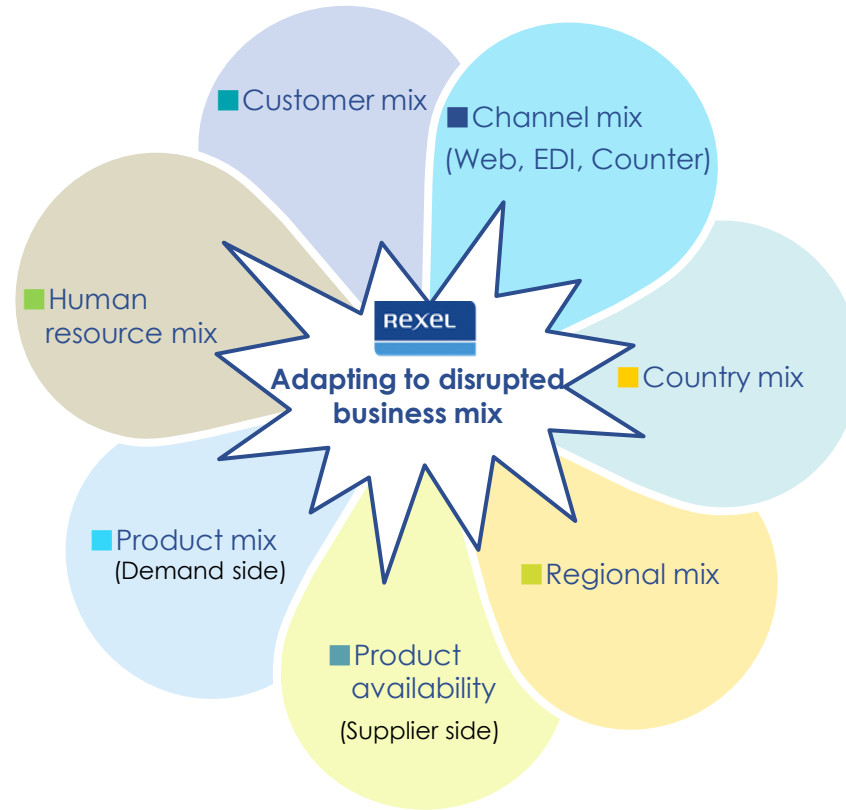 Customer mix
Channel mix
(Web, EDI, Counter)
Human
resource mix
REXEL
Adapting to disrupted
business mix
Country mix
Product mix
(Demand side)
Regional mix
Product
availability
(Supplier side)